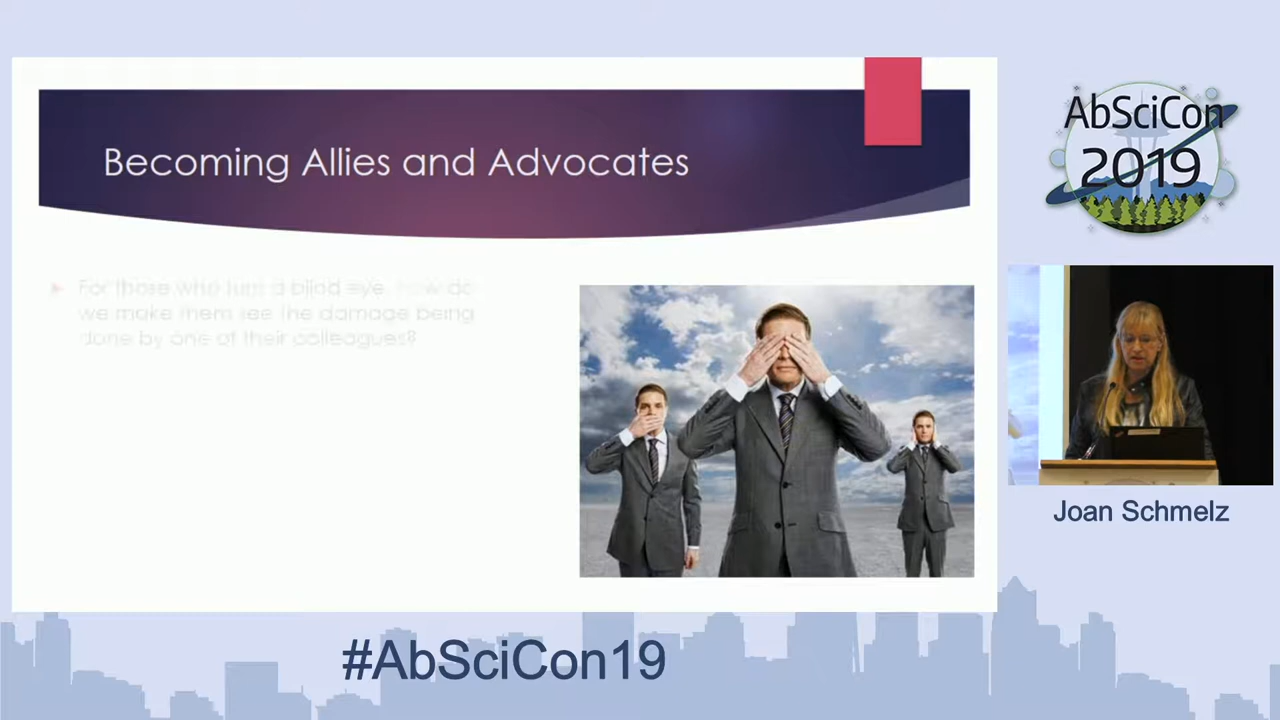 Becoming Allies and Advocates
For those who turn a blind eye, how do
we make them see the damage being
done by one of their colleagues?
AbSciCon
2019
Joan Schmelz
#AbSciCon19